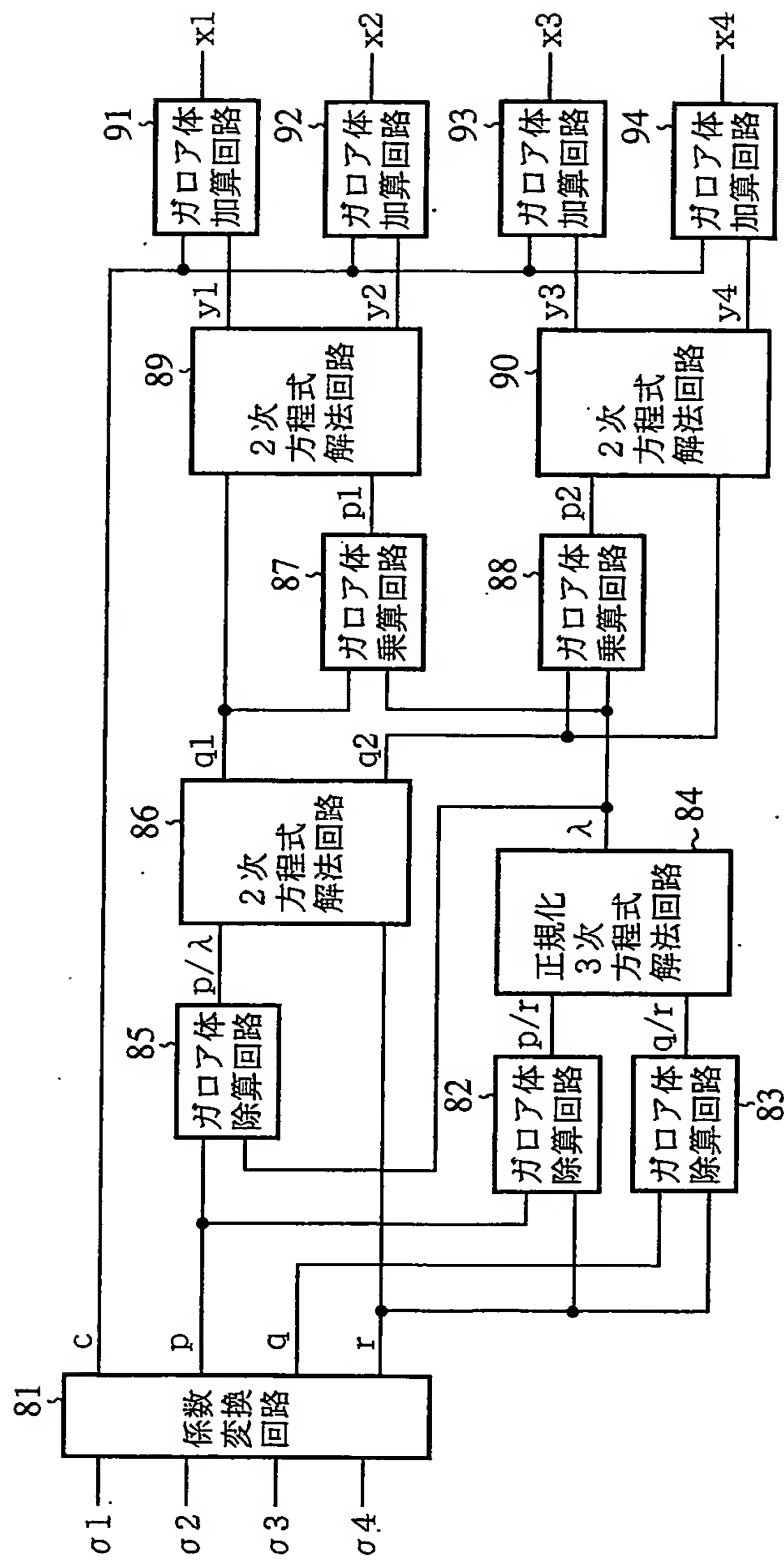 σ1
σ2
σ3
σ4
81
係数
変換
回路
c
p
q
r
85
ガロア体
除算回路
p/λ
82
ガロア体
除算回路
p/r
83
ガロア体
除算回路
q/r
86
2次
方程式
解法回路
q1
q2
84
正規化
3次
方程式
解法回路
λ
87
ガロア体
乗算回路
p1
88
ガロア体
乗算回路
p2
89
2次
方程式
解法回路
y1
y2
90
2次
方程式
解法回路
y3
y4
91
ガロア体
加算回路
x1
92
ガロア体
加算回路
x2
93
ガロア体
加算回路
x3
94
ガロア体
加算回路
x4